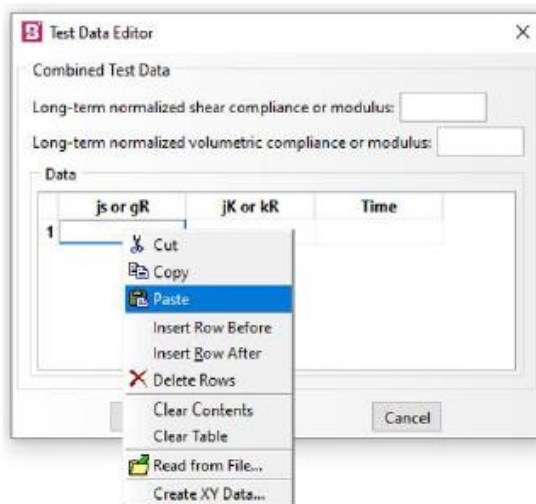 Test Data Editor
Combined Test Data
Long-term normalized shear compliance or modulus:
Long-term normalized volumetric compliance or modulus:
Data
js or gR jK or kR Time
1
Cut
Copy
Paste
Insert Row Before
Insert Row After
Delete Rows
Clear Contents
Clear Table
Cancel
Read from File...
Create XY Data...